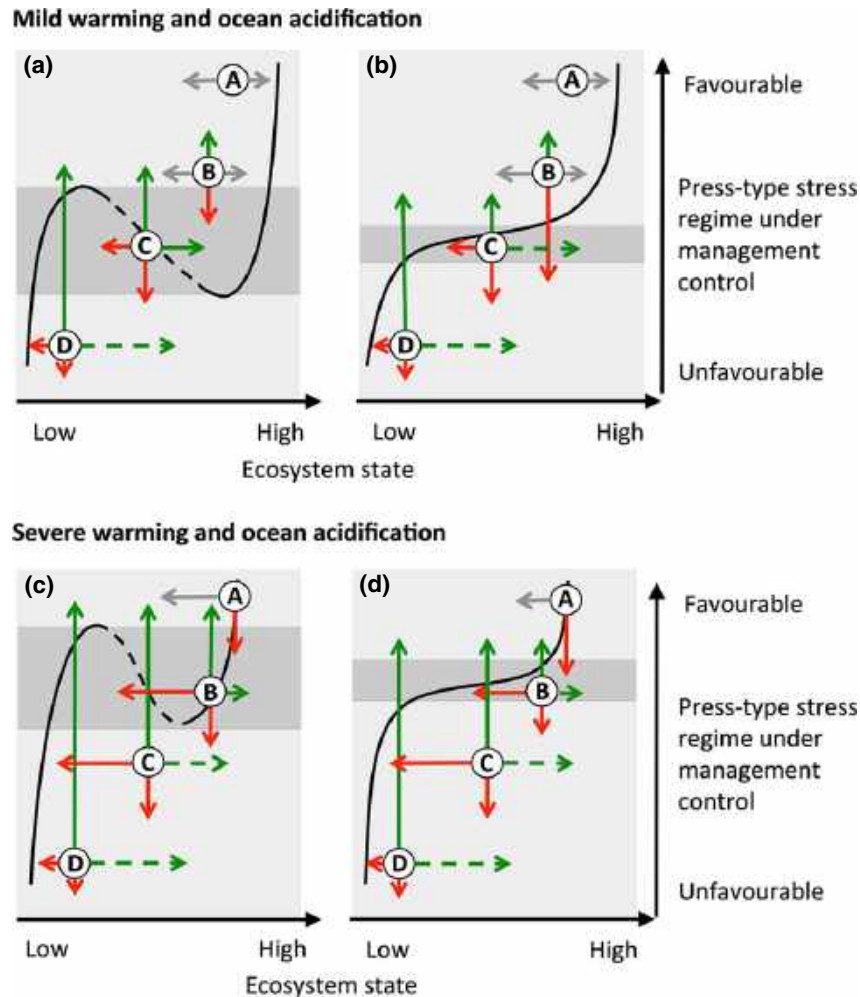 Mild warming and ocean acidification
(a)
(b)
A
A
B
B
C
C
D
D
Favourable
Press-type stress
regime under
management
control
Unfavourable
Low
High
Low
High
Ecosystem state
Severe warming and ocean acidification
(c)
(d)
A
A
B
B
C
C
D
D
Favourable
Press-type stress
regime under
management
control
Unfavourable
Low
High
Low
High
Ecosystem state